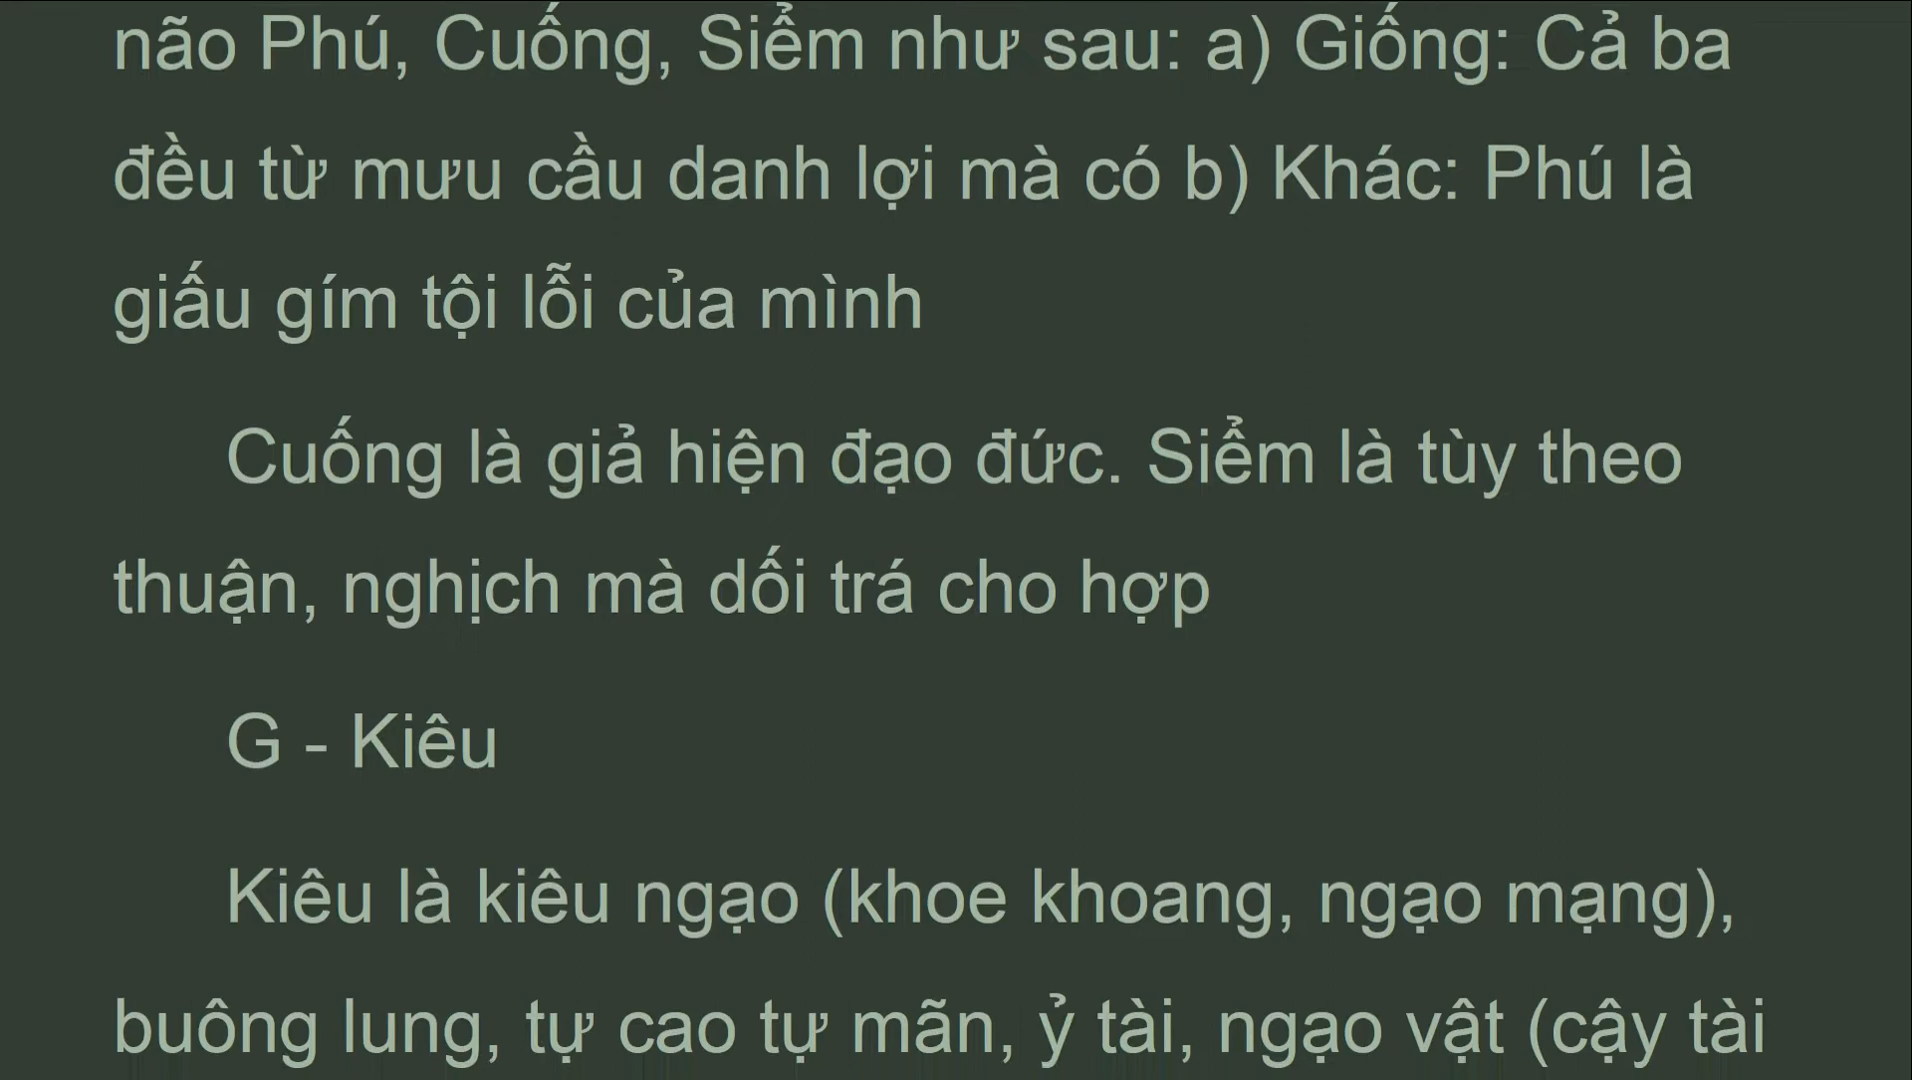 não Phú, Cuống, Siểm như sau: a) Giống: Cả ba
đều từ mưu cầu danh lợi mà có b) Khác: Phú là
giấu gím tội lỗi của mình
Cuống là giả hiện đạo đức. Siểm là tùy theo
thuận, nghịch mà dối trá cho hợp
G - Kiêu
Kiêu là kiêu ngạo (khoe khoang, ngạo mạng),
buông lung, tự cao tự mãn, ỷ tài, ngạo vật (cậy tài